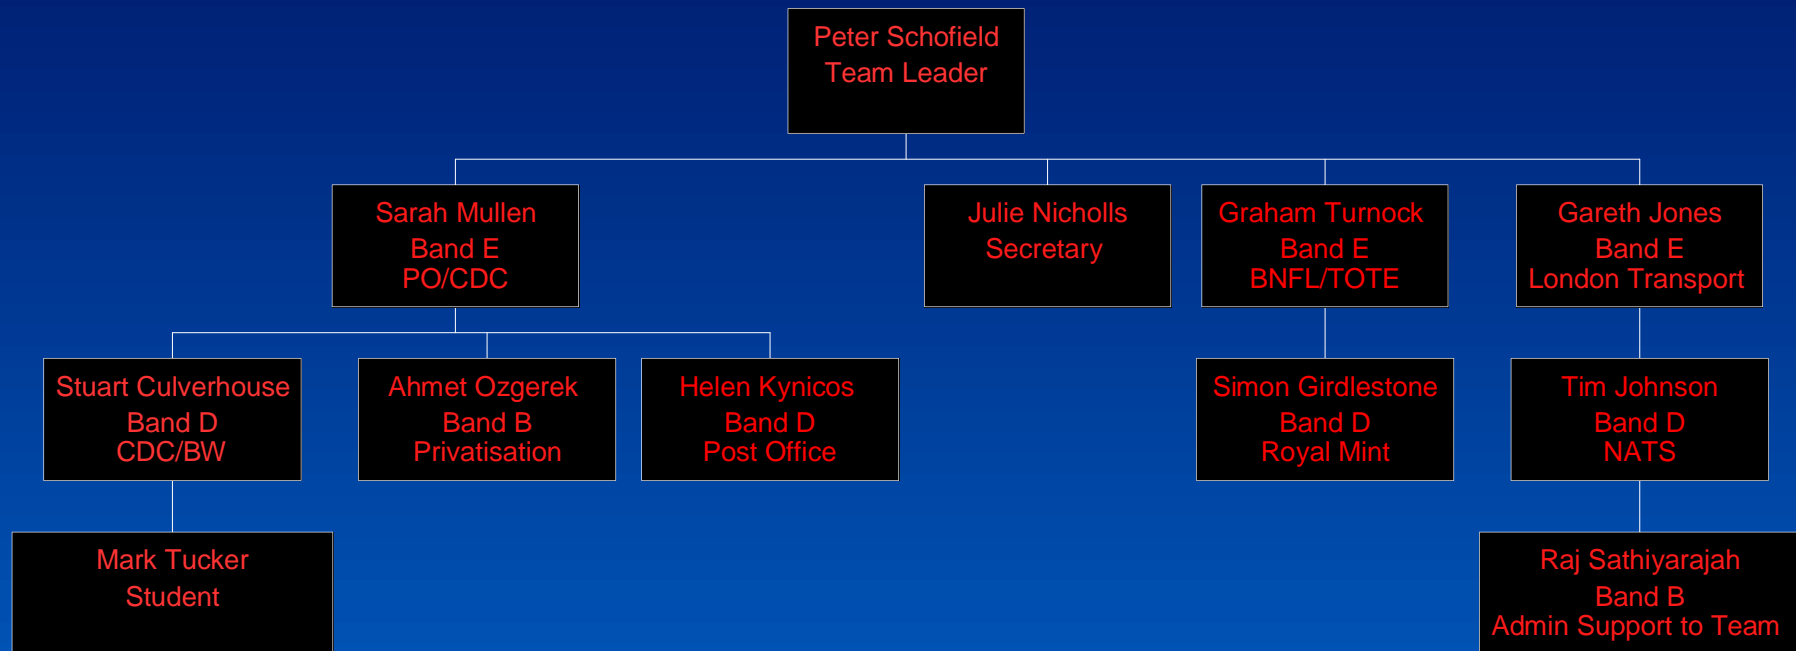 Peter Schofield
Team Leader
Sarah Mullen
Band E
PO/CDC
Julie Nicholls
Secretary
Graham Turnock
Band E
BNFL/TOTE
Gareth Jones
Band E
London Transport
Stuart Culverhouse
Band D
CDC/BW
Ahmet Ozgerek
Band B
Privatisation
Helen Kynicos
Band D
Post Office
Simon Girdlestone
Band D
Royal Mint
Tim Johnson
Band D
NATS
Mark Tucker
Student
Raj Sathiyarajah
Band B
Admin Support to Team